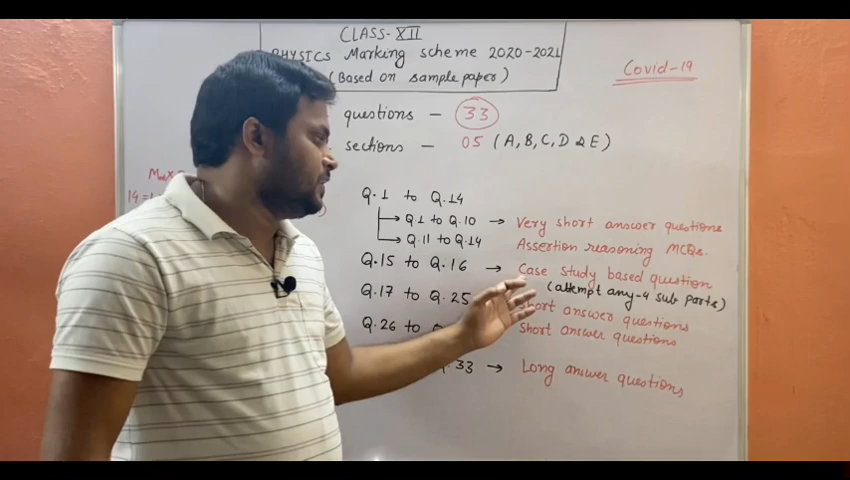 CLASS-XII
PHYSICS Marking scheme 2020-2021
(Based on sample paper)
Covid-19
questions - 33
sections - 05 (A, B, C, D & E)
14 =
Q.1 to Q.14
Q.1 to Q.10 → Very short answer questions
Q.11 to Q.14 Assertion reasoning MCQs.
Q.15 to Q.16 → Case study based question
(attempt any-4 sub parts)
Q.17 to Q.25 Short answer questions
Q.26 to Short answer questions
Q.33 → Long answer questions